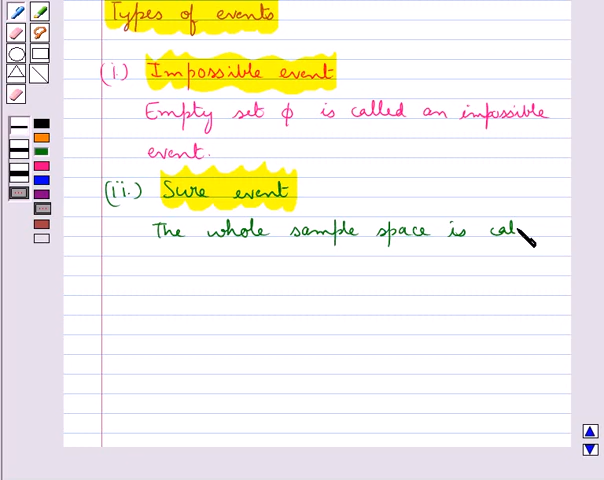 Types of events
(i.) Impossible event
Empty set φ is called an impossible
event.
(ii.) Sure event
The whole sample space is cal